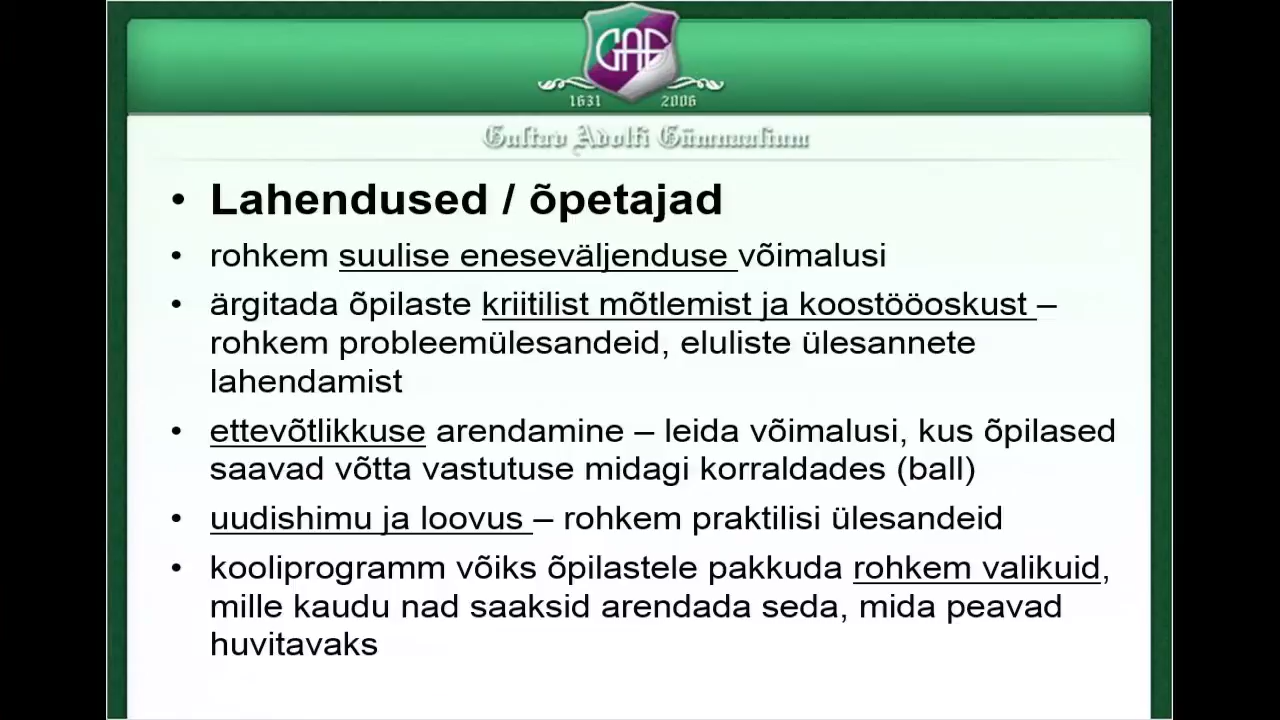 GAG
1631 2006
Gustav Adolfi Gümnaasium
• Lahendused / õpetajad
• rohkem suulise eneseväljenduse võimalusi
• ärgitada õpilaste kriitilist mõtlemist ja koostööoskust –
rohkem probleemülesandeid, eluliste ülesannete
lahendamist
• ettevõtlikkuse arendamine – leida võimalusi, kus õpilased
saavad võtta vastutuse midagi korraldades (ball)
• uudishimu ja loovus – rohkem praktilisi ülesandeid
• kooliprogramm võiks õpilastele pakkuda rohkem valikuid,
mille kaudu nad saaksid arendada seda, mida peavad
huvitavaks